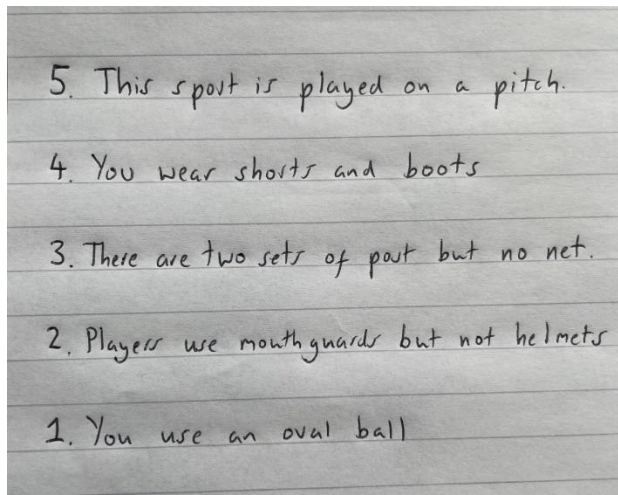 5. This sport is played on a pitch.
4. You wear shorts and boots
3. There are two sets of post but no net.
2. Players use mouthguards but not helmets
1. You use an oval ball